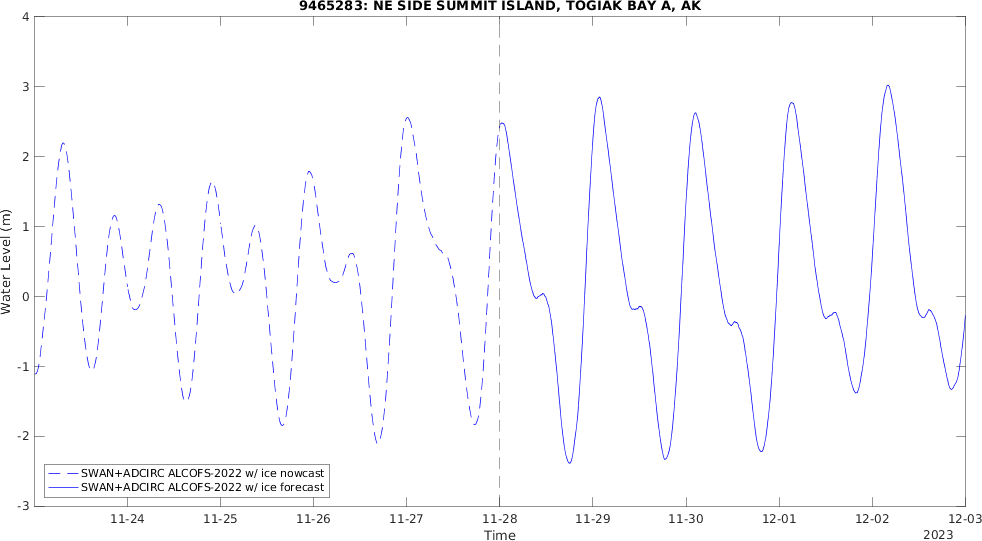 9465283: NE SIDE SUMMIT ISLAND, TOGIAK BAY A, AK
4
3
2
1
0
-1
-2
-3
Water Level (m)
SWAN+ADCIRC ALCOFS-2022 w/ ice nowcast
SWAN+ADCIRC ALCOFS-2022 w/ ice forecast
11-24 11-25 11-26 11-27 11-28 11-29 11-30 12-01 12-02 12-03
Time
2023